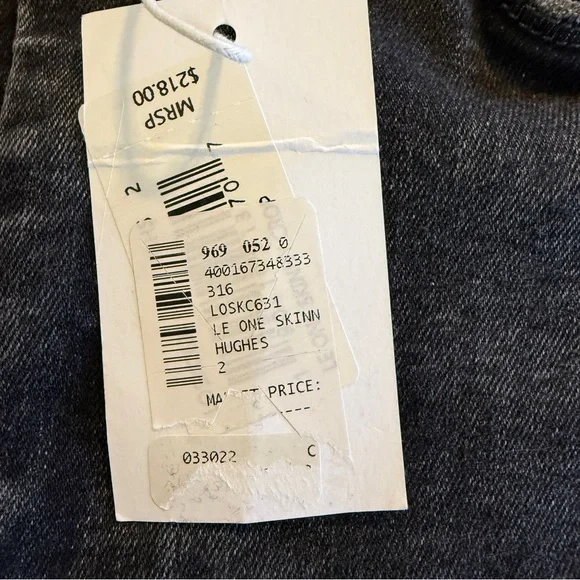 MRSP
$218.00
969 052 0
400167348333
316
LOSKC631
LE ONE SKINN
HUGHES
2
PRICE:
----
033022 C